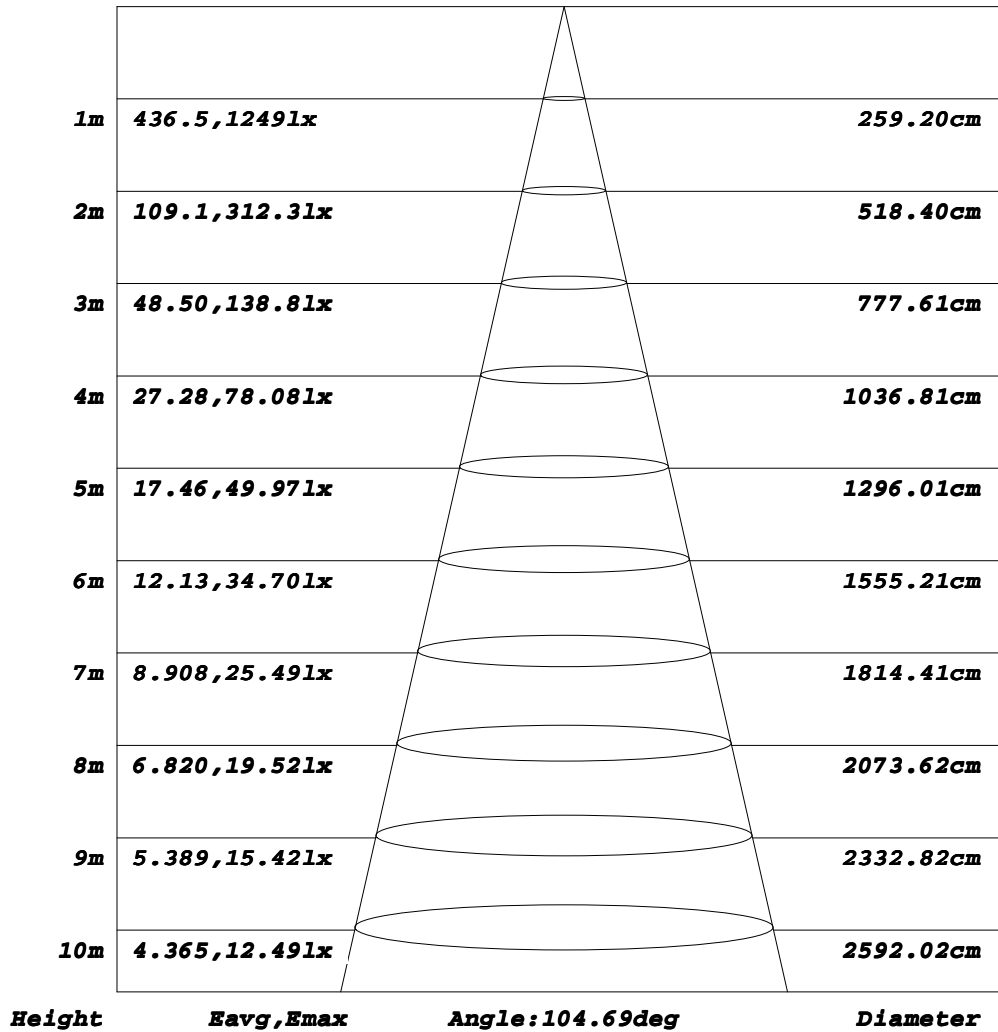 1m 436.5,1249lx 259.20cm
2m 109.1,312.3lx 518.40cm
3m 48.50,138.8lx 777.61cm
4m 27.28,78.08lx 1036.81cm
5m 17.46,49.97lx 1296.01cm
6m 12.13,34.70lx 1555.21cm
7m 8.908,25.49lx 1814.41cm
8m 6.820,19.52lx 2073.62cm
9m 5.389,15.42lx 2332.82cm
10m 4.365,12.49lx 2592.02cm
Height Eavg,Emax Angle:104.69deg Diameter